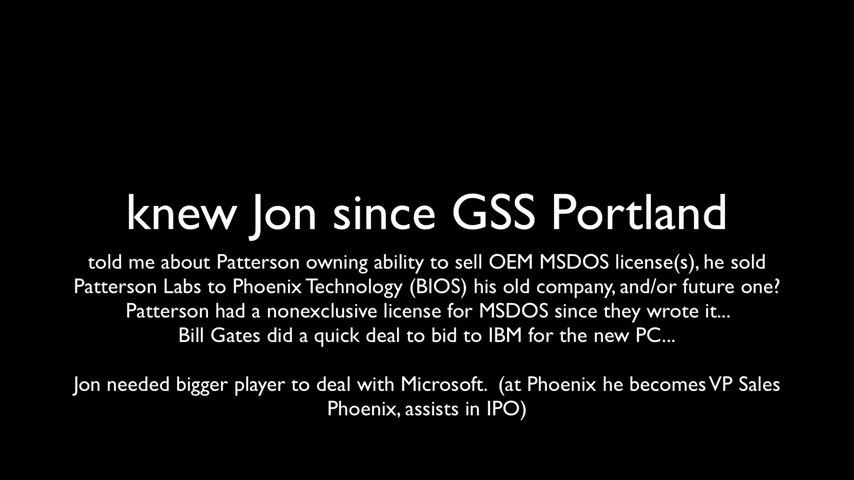 knew Jon since GSS Portland
told me about Patterson owning ability to sell OEM MSDOS license(s), he sold
Patterson Labs to Phoenix Technology (BIOS) his old company, and/or future one?
Patterson had a nonexclusive license for MSDOS since they wrote it...
Bill Gates did a quick deal to bid to IBM for the new PC...
Jon needed bigger player to deal with Microsoft. (at Phoenix he becomes VP Sales
Phoenix, assists in IPO)